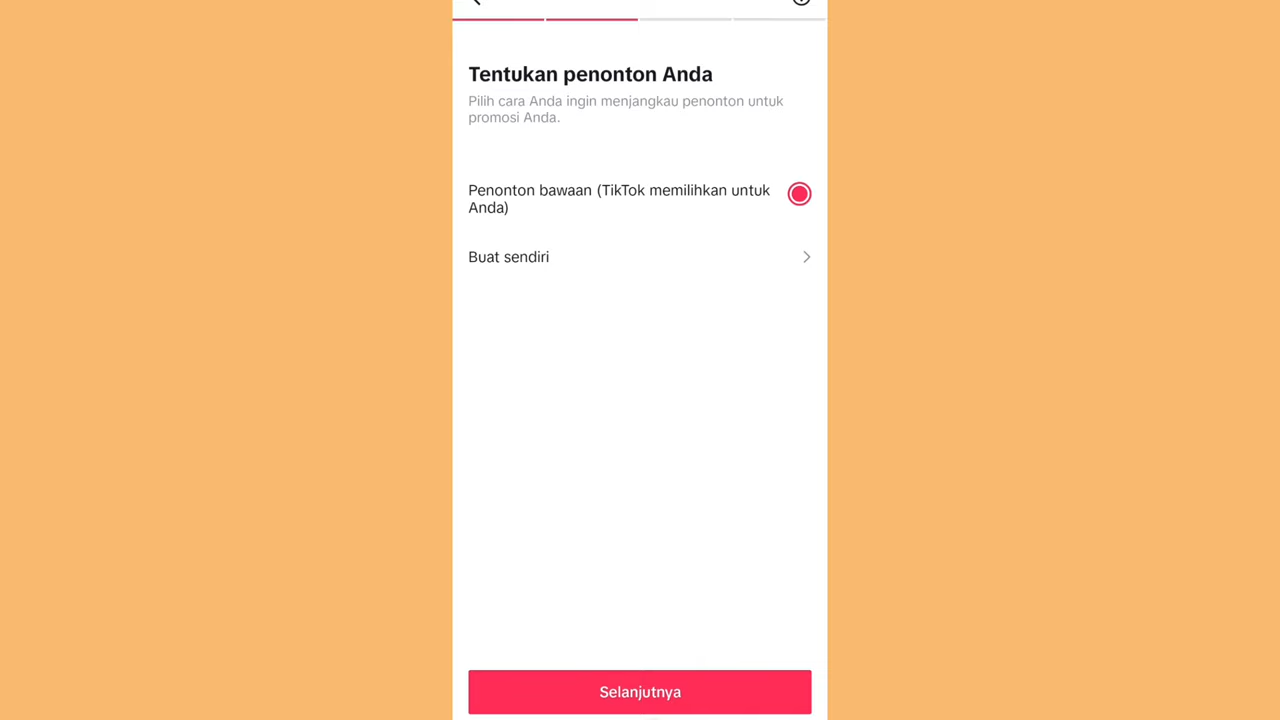 Tentukan penonton Anda
Pilih cara Anda ingin menjangkau penonton untuk
promosi Anda.
Penonton bawaan (TikTok memilihkan untuk
Anda)
Buat sendiri
Selanjutnya